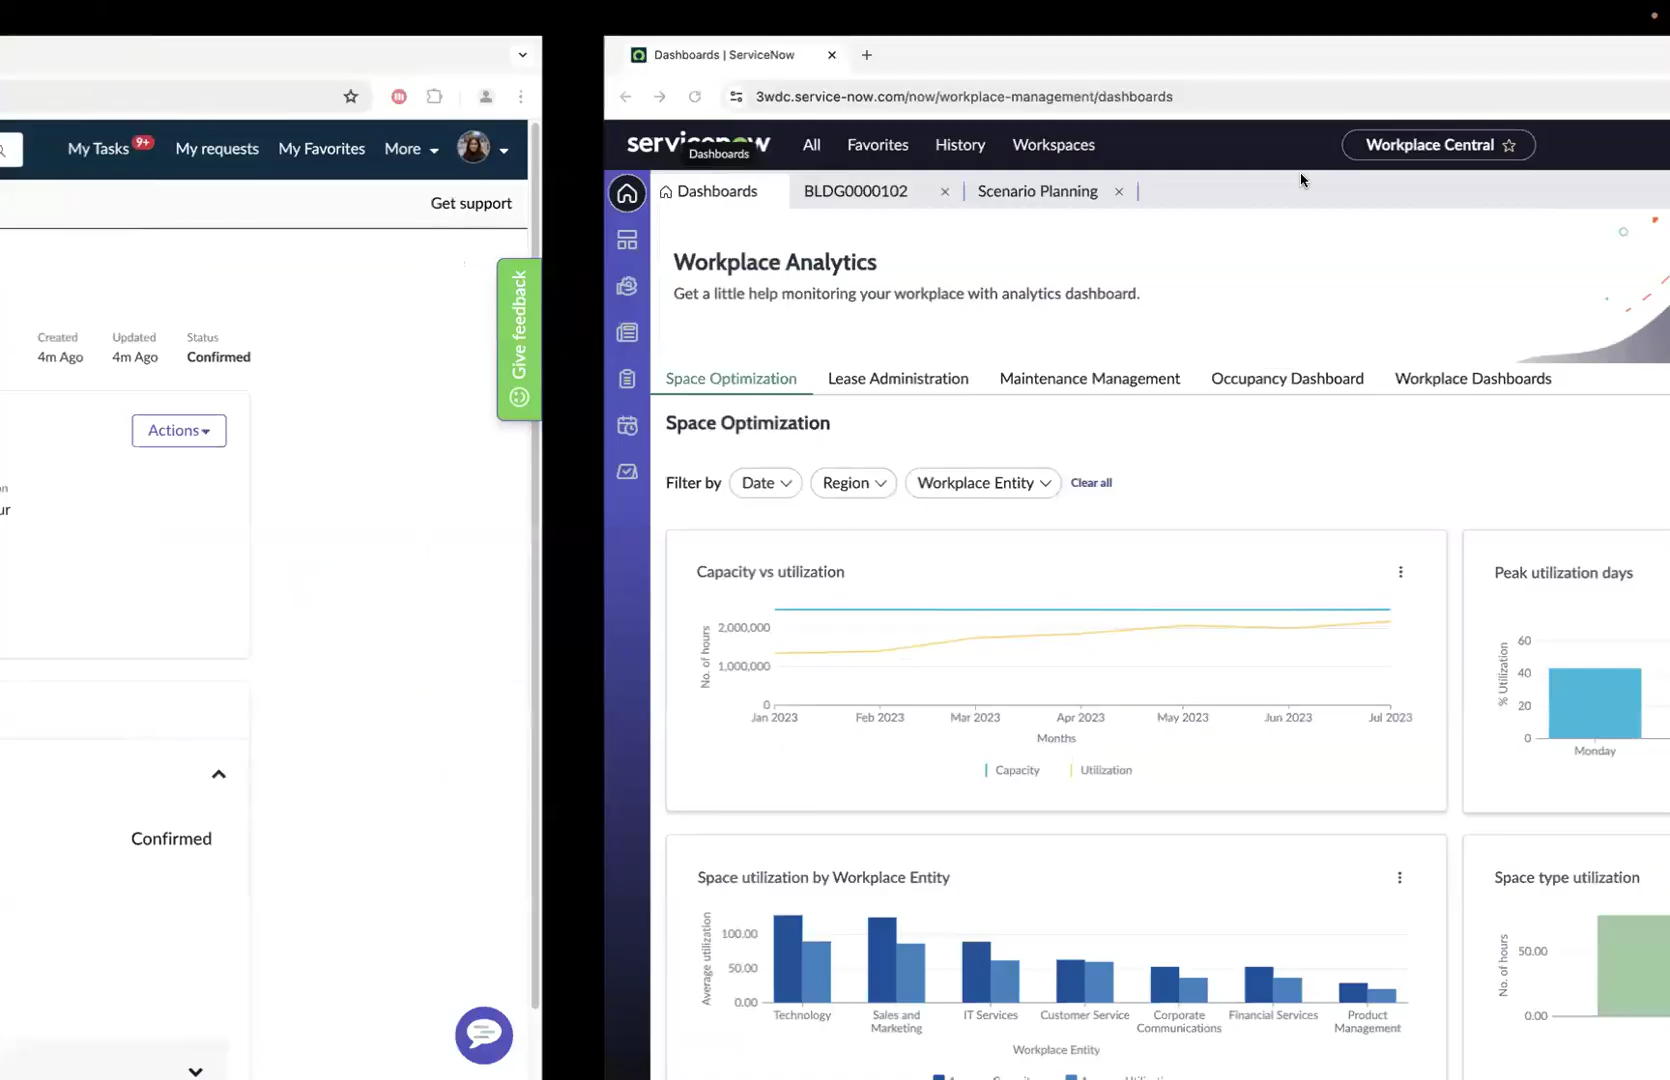 My Tasks 9+ My requests My Favorites More
Get support
Give feedback
Created Updated Status
4m Ago 4m Ago Confirmed
Actions
Confirmed
Dashboards | ServiceNow
3wdc.service-now.com/now/workplace-management/dashboards
servicenow All Favorites History Workspaces Workplace Central
Dashboards
Dashboards BLDG0000102 Scenario Planning
Workplace Analytics
Get a little help monitoring your workplace with analytics dashboard.
Space Optimization Lease Administration Maintenance Management Occupancy Dashboard Workplace Dashboards
Space Optimization
Filter by Date Region Workplace Entity Clear all
Capacity vs utilization
No. of hours
2,000,000
1,000,000
0
Jan 2023 Feb 2023 Mar 2023 Apr 2023 May 2023 Jun 2023 Jul 2023
Months
Capacity Utilization
Peak utilization days
% Utilization
60
40
20
0
Monday
Space utilization by Workplace Entity
Average utilization
100.00
50.00
0.00
Technology Sales and Marketing IT Services Customer Service Corporate Communications Financial Services Product Management
Workplace Entity
Space type utilization
No. of hours
50.00
0.00